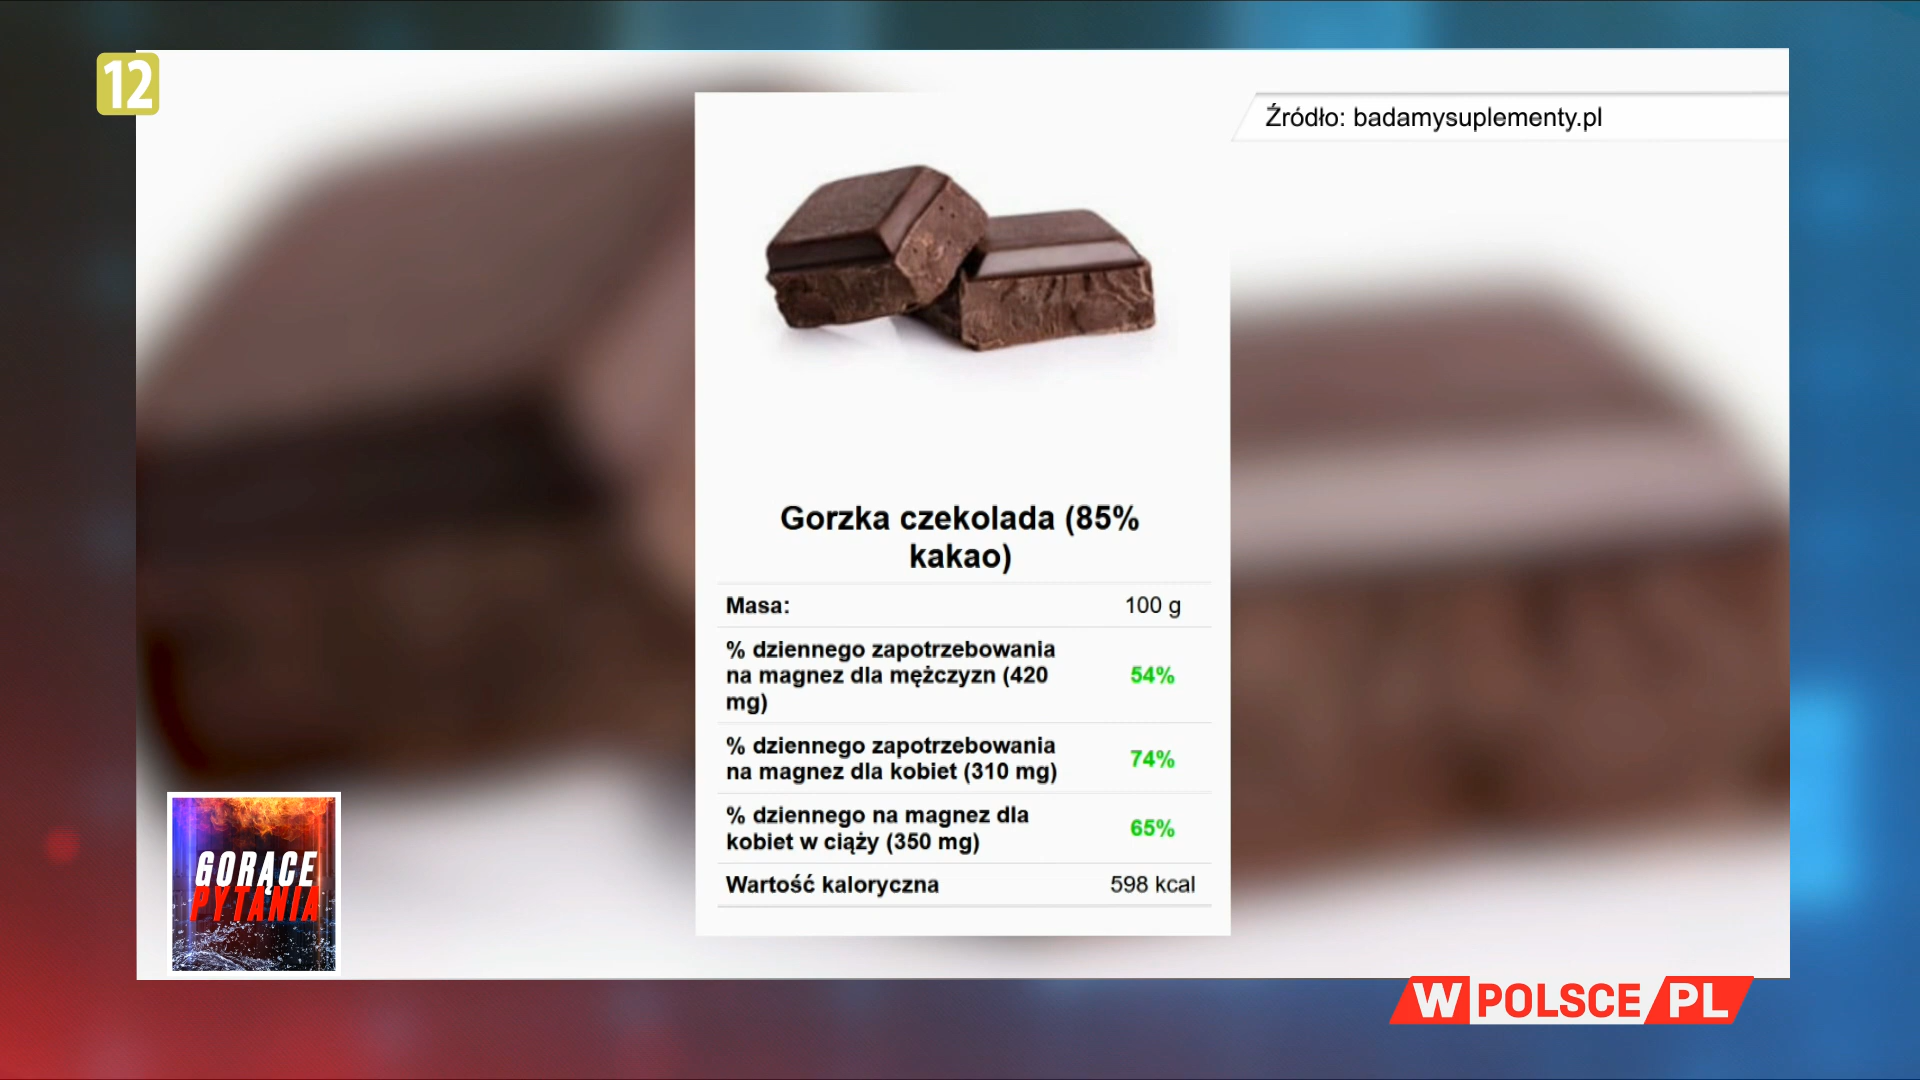 12
Źródło: badamysuplementy.pl
Gorzka czekolada (85%
kakao)
Masa: 100 g
% dziennego zapotrzebowania
na magnez dla mężczyzn (420
mg)
54%
% dziennego zapotrzebowania
na magnez dla kobiet (310 mg)
74%
% dziennego na magnez dla
kobiet w ciąży (350 mg)
65%
Wartość kaloryczna 598 kcal
GORĄCE
PYTANIA
W POLSCE/PL